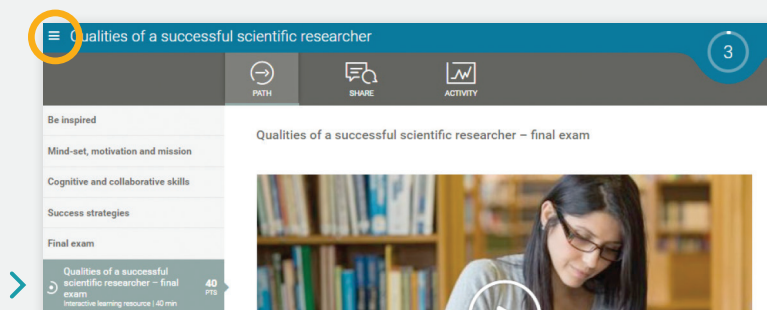 Qualities of a successful scientific researcher
3
PATH
SHARE
ACTIVITY
Be inspired
Mind-set, motivation and mission
Cognitive and collaborative skills
Success strategies
Final exam
Qualities of a successful
scientific researcher – final
exam
40
PTS
Interactive learning resource | 40 min
Qualities of a successful scientific researcher – final exam